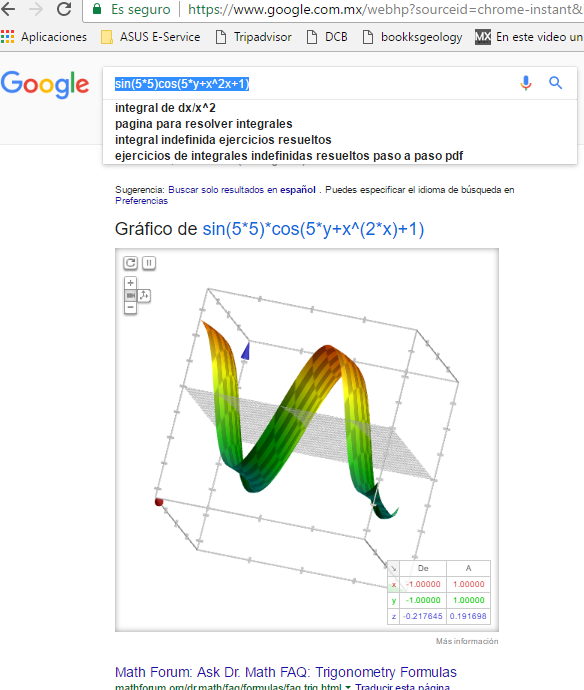 Es seguro | https://www.google.com.mx/webhp?sourceid=chrome-instant&
Aplicaciones ASUS E-Service Tripadvisor DCB bookksgeology MX En este video un
Google
sin(5*5)cos(5*y+x^2x+1)
integral de dx/x^2
pagina para resolver integrales
integral indefinida ejercicios resueltos
ejercicios de integrales indefinidas resueltos paso a paso pdf
Sugerencia: Buscar solo resultados en español . Puedes especificar el idioma de búsqueda en
Preferencias
Gráfico de sin(5*5)*cos(5*y+x^(2*x)+1)
De A
x -1.00000 1.00000
y -1.00000 1.00000
z -0.217645 0.191698
Más información
Math Forum: Ask Dr. Math FAQ: Trigonometry Formulas
mathforum.org/dr.math/faq/formulas/faq.trig.html Traducir esta página